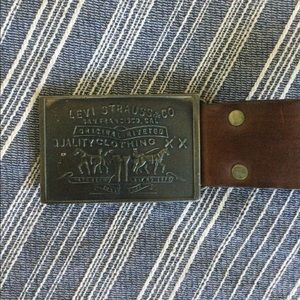 LEVI STRAUSS & CO
SAN FRANCISCO, CAL
ORIGINAL RIVETED
QUALITY CLOTHING XX